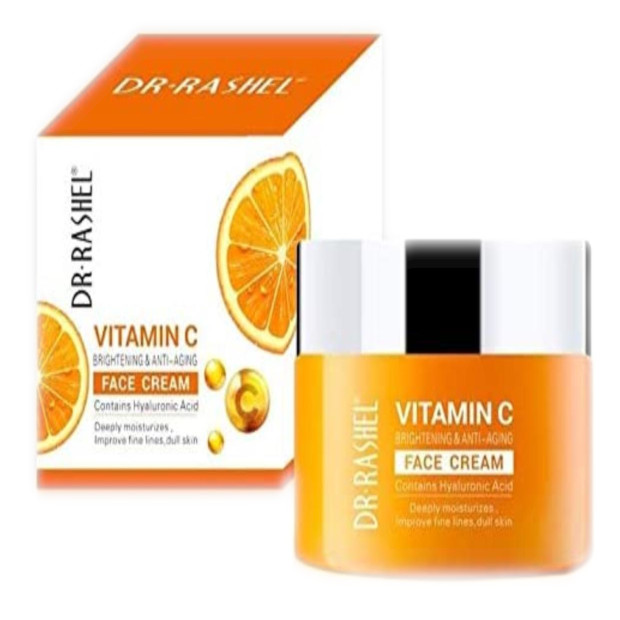 DR·RASHEL
DR·RASHEL®
VITAMIN C
BRIGHTENING & ANTI-AGING
FACE CREAM
Contains Hyaluronic Acid
Deeply moisturizes,
Improve fine lines, dull skin
C
DR·RASHEL®
VITAMIN C
BRIGHTENING & ANTI-AGING
FACE CREAM
Contains Hyaluronic Acid
Deeply moisturizes,
Improve fine lines, dull skin